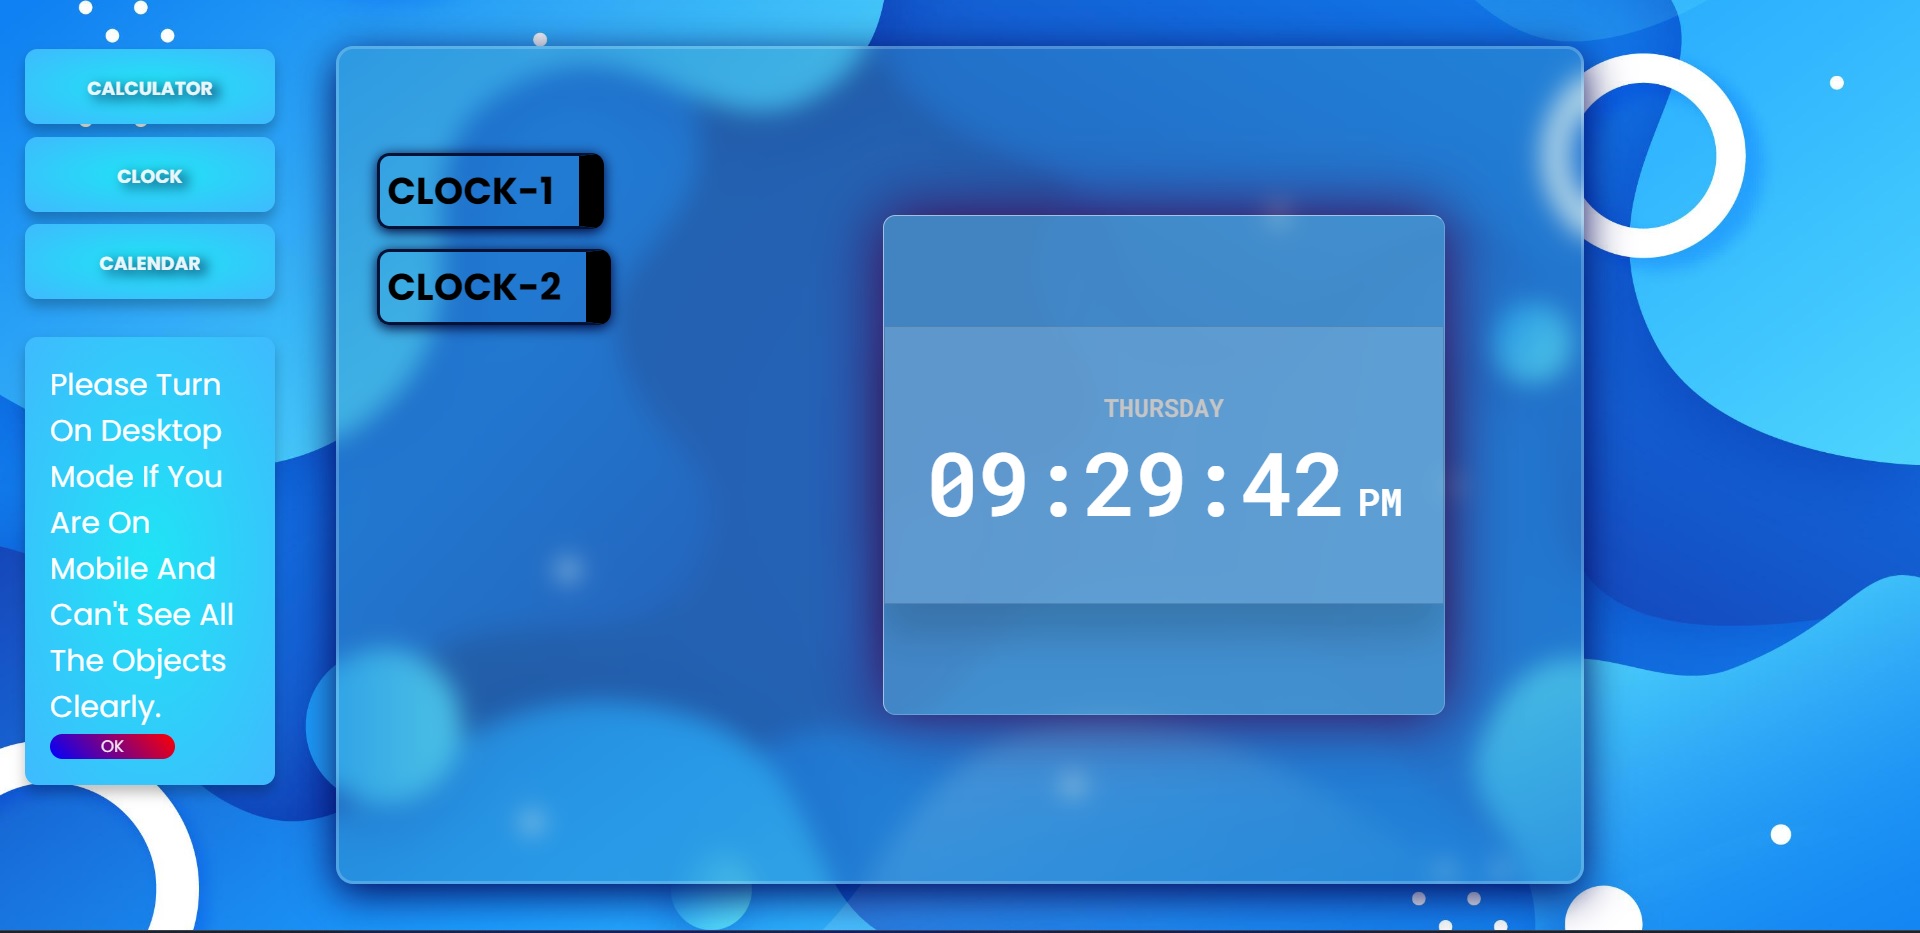 CALCULATOR
CLOCK
CALENDAR
Please Turn
On Desktop
Mode If You
Are On
Mobile And
Can't See All
The Objects
Clearly.
OK
CLOCK-1
CLOCK-2
THURSDAY
09:29:42 PM